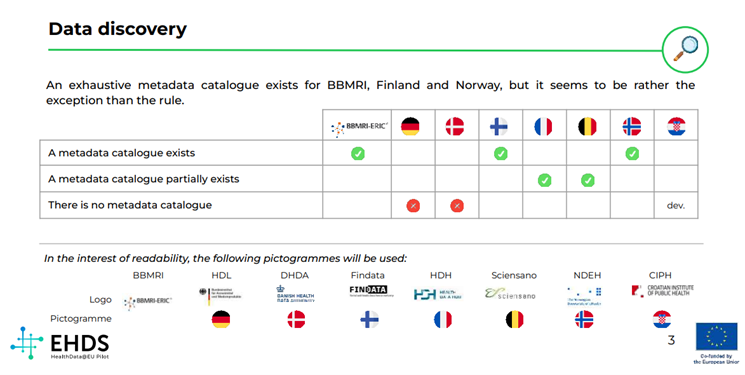 Data discovery
An exhaustive metadata catalogue exists for BBMRI, Finland and Norway, but it seems to be rather the
exception than the rule.
BBMRI-ERIC
A metadata catalogue exists
A metadata catalogue partially exists
There is no metadata catalogue dev.
In the interest of readability, the following pictogrammes will be used:
BBMRI HDL DHDA Findata HDH Sciensano NDEH CIPH
Logo BBMRI-ERIC DANISH HEALTH DATA AUTHORITY FINDATA HDH HEALTH DATA HUB sciensano CROATIAN INSTITUTE OF PUBLIC HEALTH
Pictogramme
EHDS
HealthData@EU Pilot
3
Co-funded by
the European Union